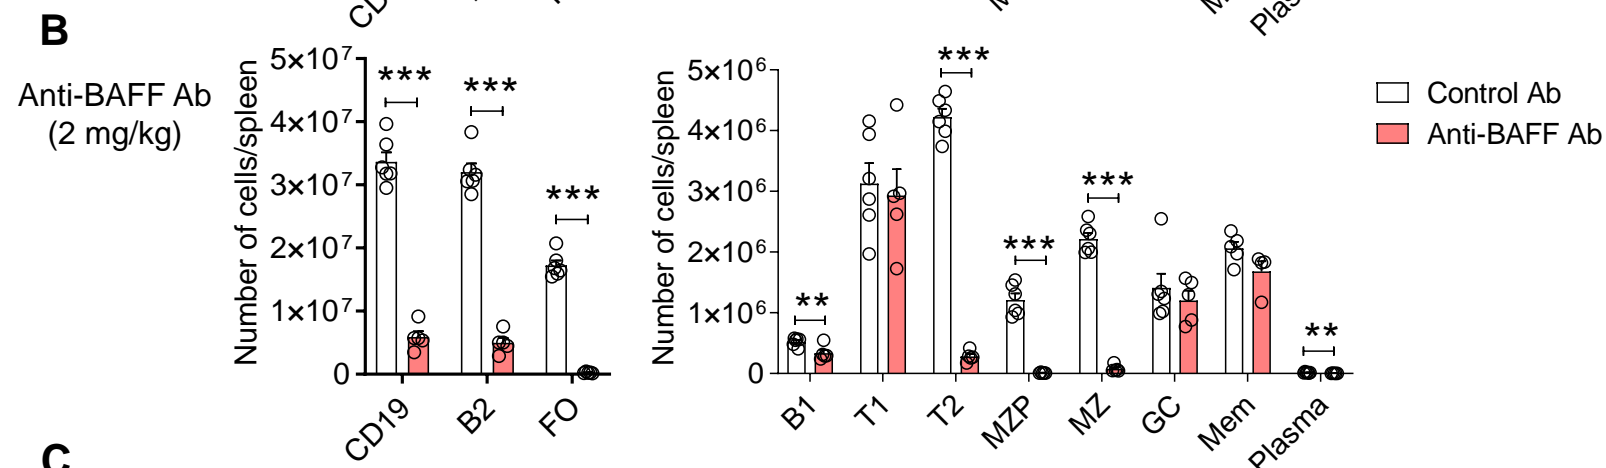 CD
M
M
Plas
B
Anti-BAFF Ab
(2 mg/kg)
Number of cells/spleen
5×10⁷
4×10⁷
3×10⁷
2×10⁷
1×10⁷
0
***
***
***
CD19
B2
FO
Number of cells/spleen
5×10⁶
4×10⁶
3×10⁶
2×10⁶
1×10⁶
0
**
***
***
***
**
B1
T1
T2
MZP
MZ
GC
Mem
Plasma
Control Ab
Anti-BAFF Ab
C